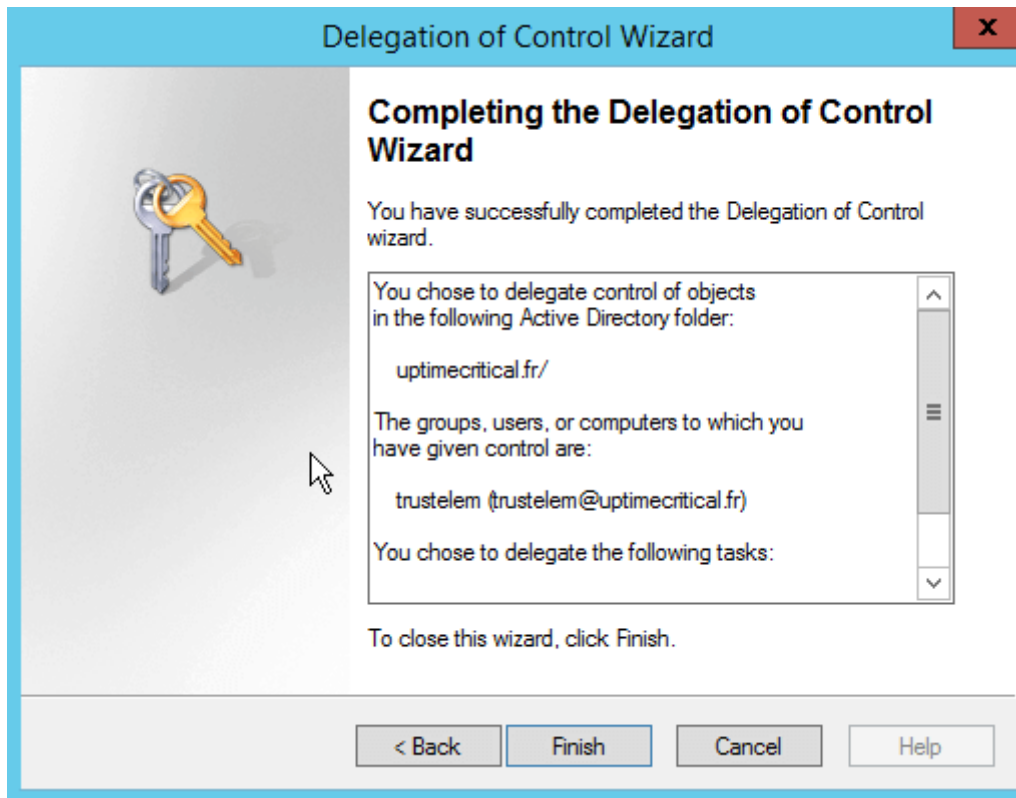 Delegation of Control Wizard
x
Completing the Delegation of Control
Wizard
You have successfully completed the Delegation of Control
wizard.
You chose to delegate control of objects
in the following Active Directory folder:
uptimecritical.fr/
The groups, users, or computers to which you
have given control are:
trustelem (trustelem@uptimecritical.fr)
You chose to delegate the following tasks:
To close this wizard, click Finish.
< Back Finish Cancel Help